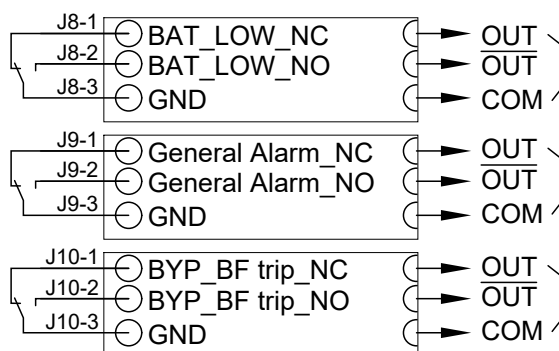 J8-1 BAT_LOW_NC OUT
J8-2 BAT_LOW_NO OUT
J8-3 GND COM
J9-1 General Alarm_NC OUT
J9-2 General Alarm_NO OUT
J9-3 GND COM
J10-1 BYP_BF trip_NC OUT
J10-2 BYP_BF trip_NO OUT
J10-3 GND COM